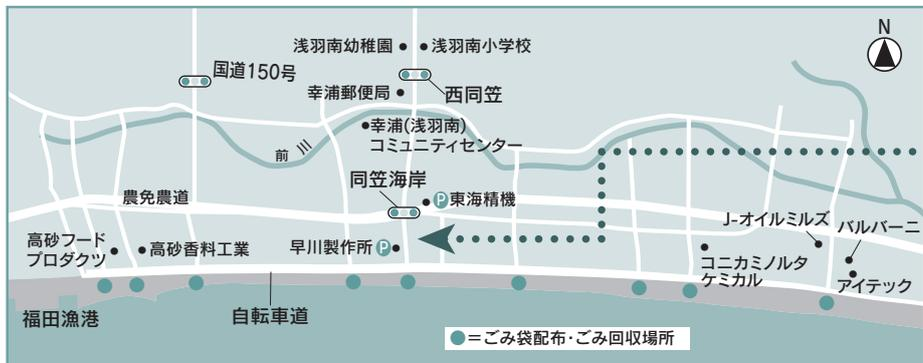 N
浅羽南幼稚園
浅羽南小学校
国道150号
幸浦郵便局
西同笠
幸浦(浅羽南)
コミュニティセンター
前川
同笠海岸
農免農道
P 東海精機
J-オイルミルズ
バルバーニ
高砂フード
プロダクツ
高砂香料工業
早川製作所 P
コニカミノルタ
ケミカル
アイテック
福田漁港
自転車道
=ごみ袋配布・ごみ回収場所